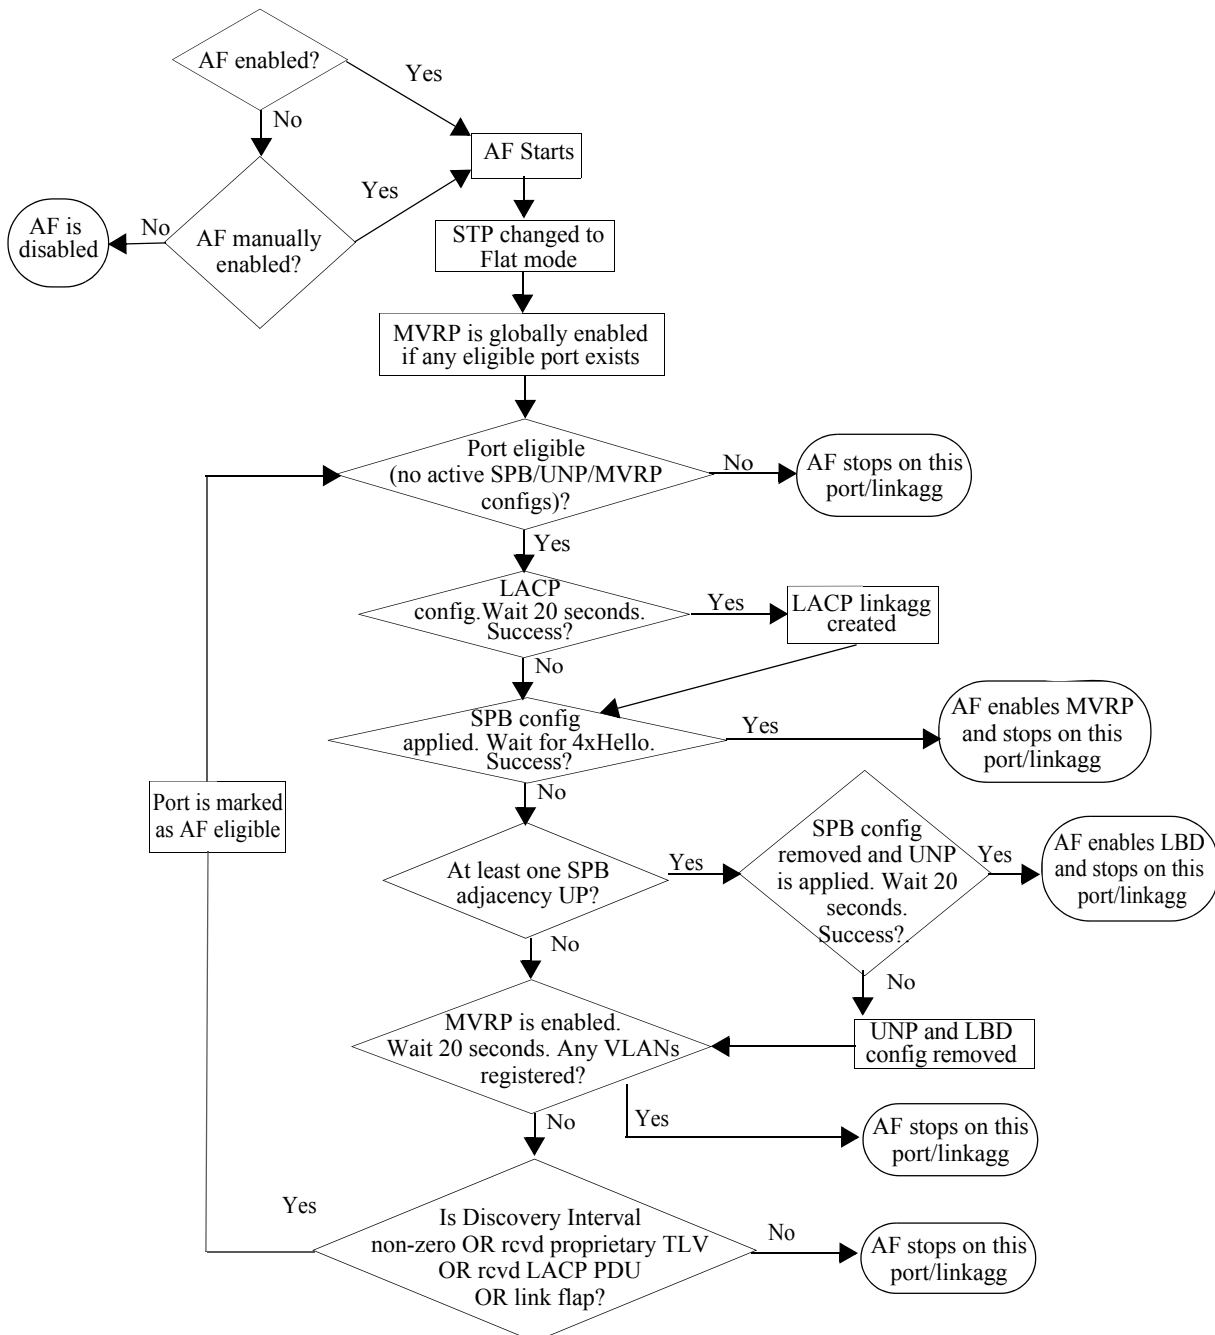 AF enabled?
Yes
No
AF Starts
Yes
AF is
disabled
No
AF manually
enabled?
STP changed to
Flat mode
MVRP is globally enabled
if any eligible port exists
Port eligible
(no active SPB/UNP/MVRP
configs)?
No
AF stops on this
port/linkagg
Yes
LACP
config.Wait 20 seconds.
Success?
Yes
LACP linkagg
created
No
SPB config
applied. Wait for 4xHello.
Success?
Yes
AF enables MVRP
and stops on this
port/linkagg
No
Port is marked
as AF eligible
At least one SPB
adjacency UP?
Yes
SPB config
removed and UNP
is applied. Wait 20
seconds.
Success?.
Yes
AF enables LBD
and stops on this
port/linkagg
No
No
MVRP is enabled.
Wait 20 seconds. Any VLANs
registered?
UNP and LBD
config removed
Yes
AF stops on this
port/linkagg
No
Yes
Is Discovery Interval
non-zero OR rcvd proprietary TLV
OR rcvd LACP PDU
OR link flap?
No
AF stops on this
port/linkagg